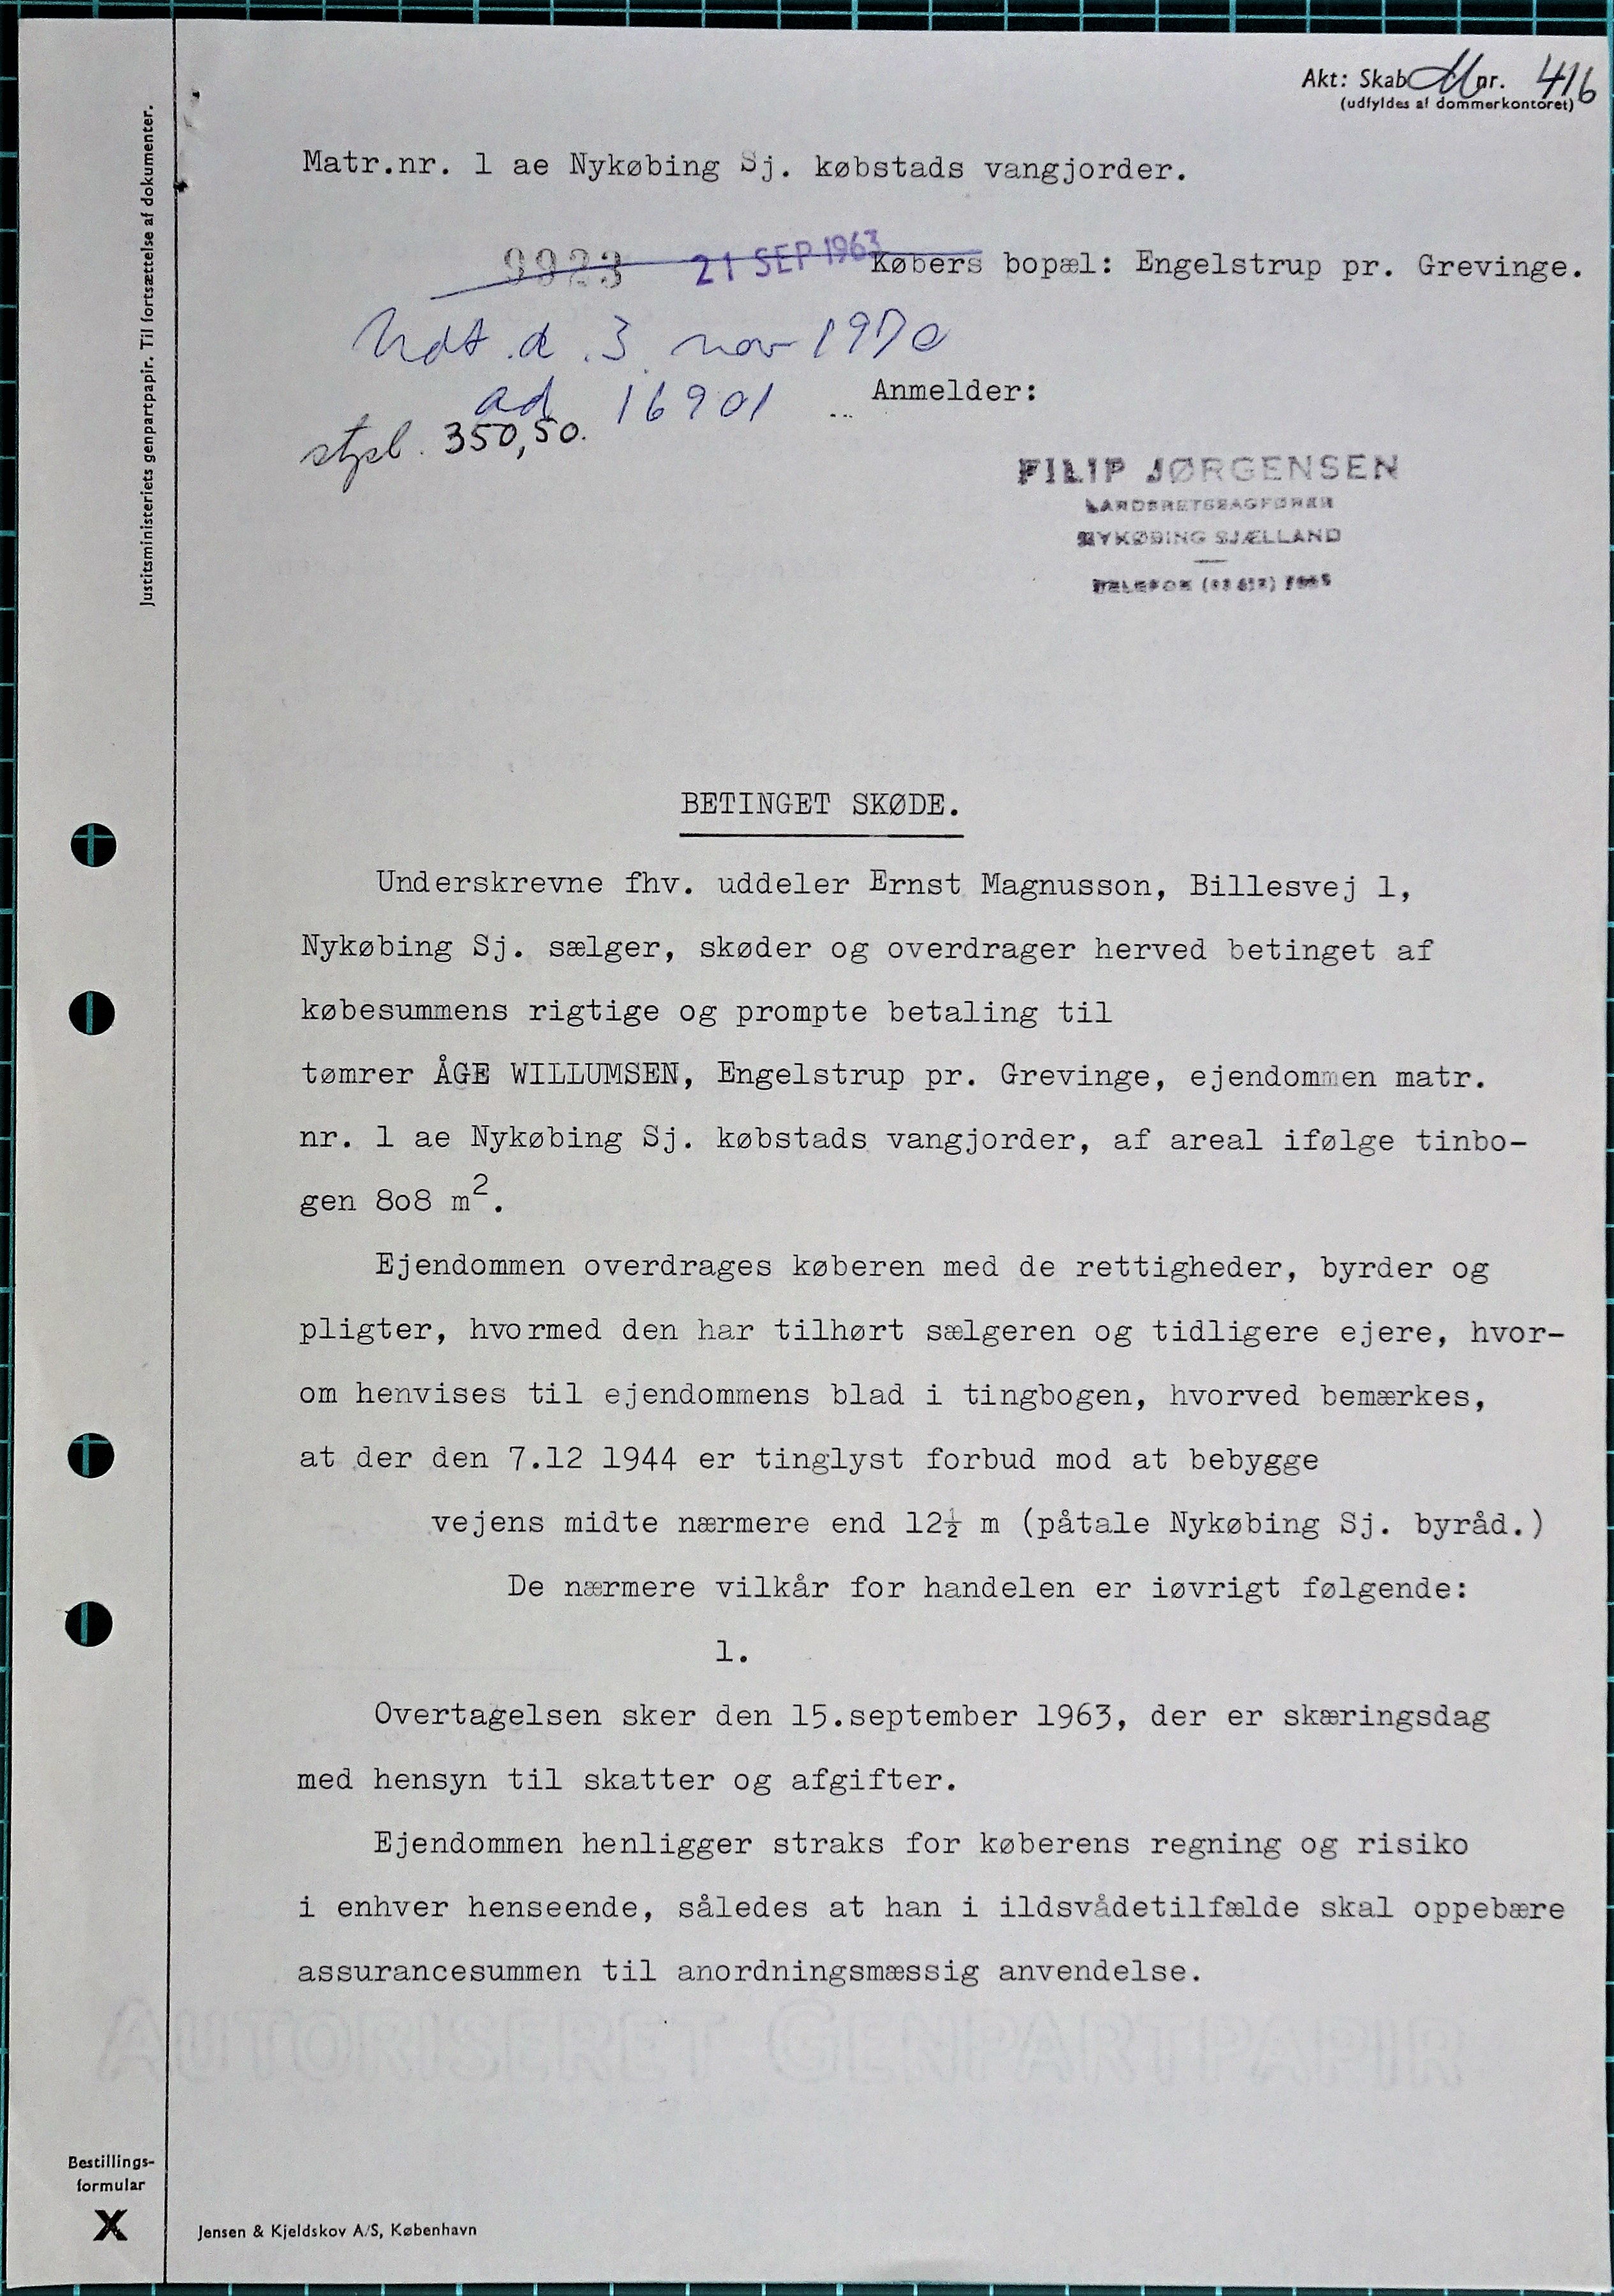 Akt: Skab M nr. 416
(udfyldes af dommerkontoret)
Justitsministeriets genpartpapir. Til fortsættelse af dokumenter.
Matr.nr. 1 ae Nykøbing Sj. købstads vangjorder.
9923 21 SEP 1963 Købers bopæl: Engelstrup pr. Grevinge.
d. 3 nov 1970
ad 16901
Anmelder:
stpl. 350,50.
FILIP JØRGENSEN
LANDSRETSSAGFØRER
NYKØBING SJÆLLAND
TELEFON
BETINGET SKØDE.
Underskrevne fhv. uddeler Ernst Magnusson, Billesvej 1,
Nykøbing Sj. sælger, skøder og overdrager herved betinget af
købesummens rigtige og prompte betaling til
tømrer ÅGE WILLUMSEN, Engelstrup pr. Grevinge, ejendommen matr.
nr. 1 ae Nykøbing Sj. købstads vangjorder, af areal ifølge tinbo-
gen 8o8 m2.
Ejendommen overdrages køberen med de rettigheder, byrder og
pligter, hvormed den har tilhørt sælgeren og tidligere ejere, hvor-
om henvises til ejendommens blad i tingbogen, hvorved bemærkes,
at der den 7.12 1944 er tinglyst forbud mod at bebygge
vejens midte nærmere end 12½ m (påtale Nykøbing Sj. byråd.)
De nærmere vilkår for handelen er iøvrigt følgende:
1.
Overtagelsen sker den 15.september 1963, der er skæringsdag
med hensyn til skatter og afgifter.
Ejendommen henligger straks for køberens regning og risiko
i enhver henseende, således at han i ildsvådetilfælde skal oppebære
assurancesummen til anordningsmæssig anvendelse.
AUTORISERET GENPARTPAPIR
Bestillings-
formular
X
Jensen & Kjeldskov A/S, København